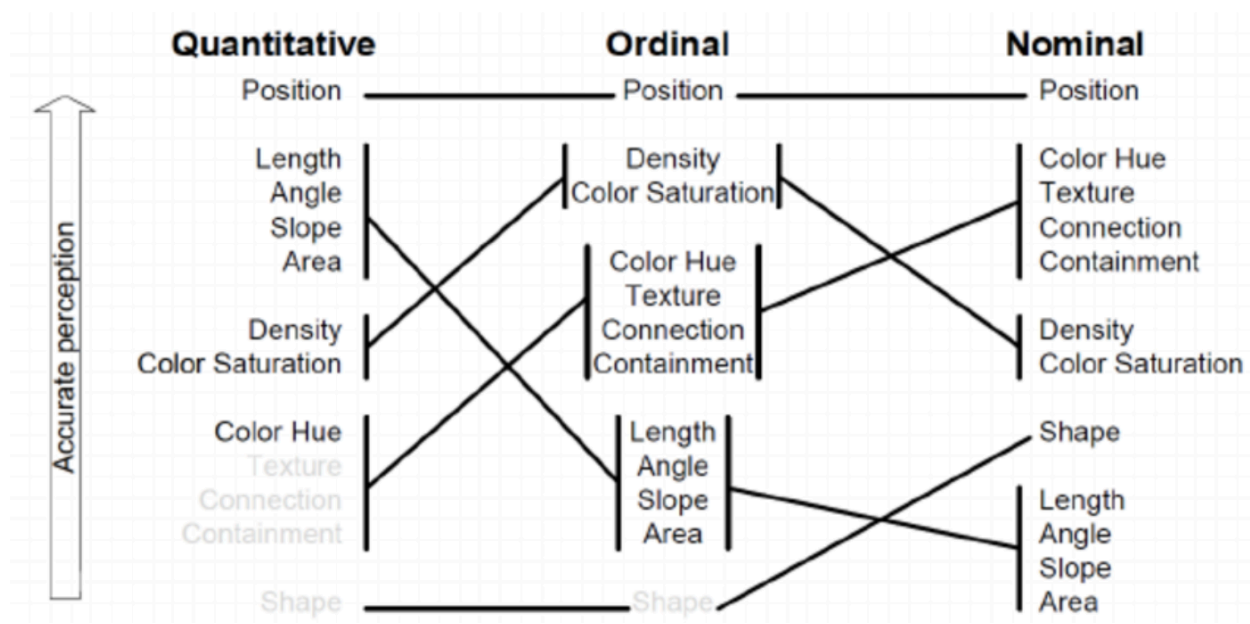 Quantitative Ordinal Nominal
Position Position Position
Length Density Color Hue
Angle Color Saturation Texture
Slope Connection
Area Color Hue Containment
Texture
Density Connection Density
Color Saturation Containment Color Saturation
Color Hue Length Shape
Texture Angle
Connection Slope Length
Containment Area Angle
Slope
Shape Shape Area
Accurate perception